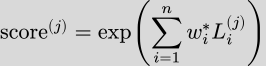 score^{(j)} = \exp\left(\sum_{i=1}^{n} w_i^* L_i^{(j)}\right)